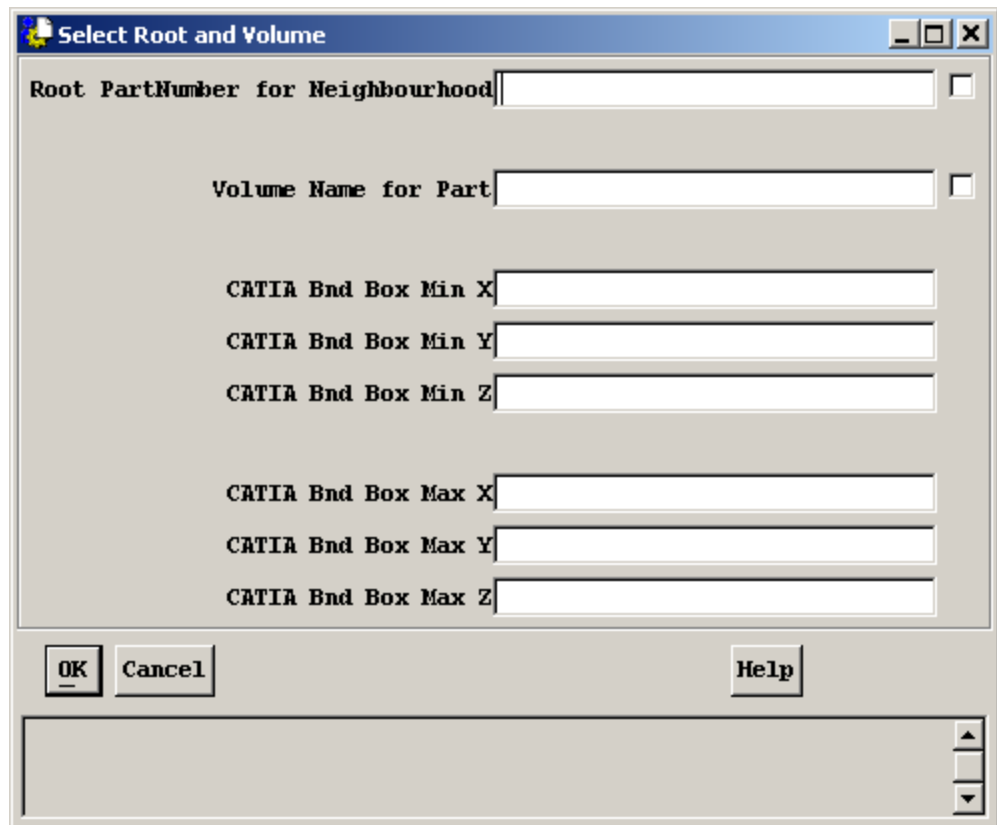 Select Root and Volume
Root PartNumber for Neighbourhood
Volume Name for Part
CATIA Bnd Box Min X
CATIA Bnd Box Min Y
CATIA Bnd Box Min Z
CATIA Bnd Box Max X
CATIA Bnd Box Max Y
CATIA Bnd Box Max Z
OK Cancel Help